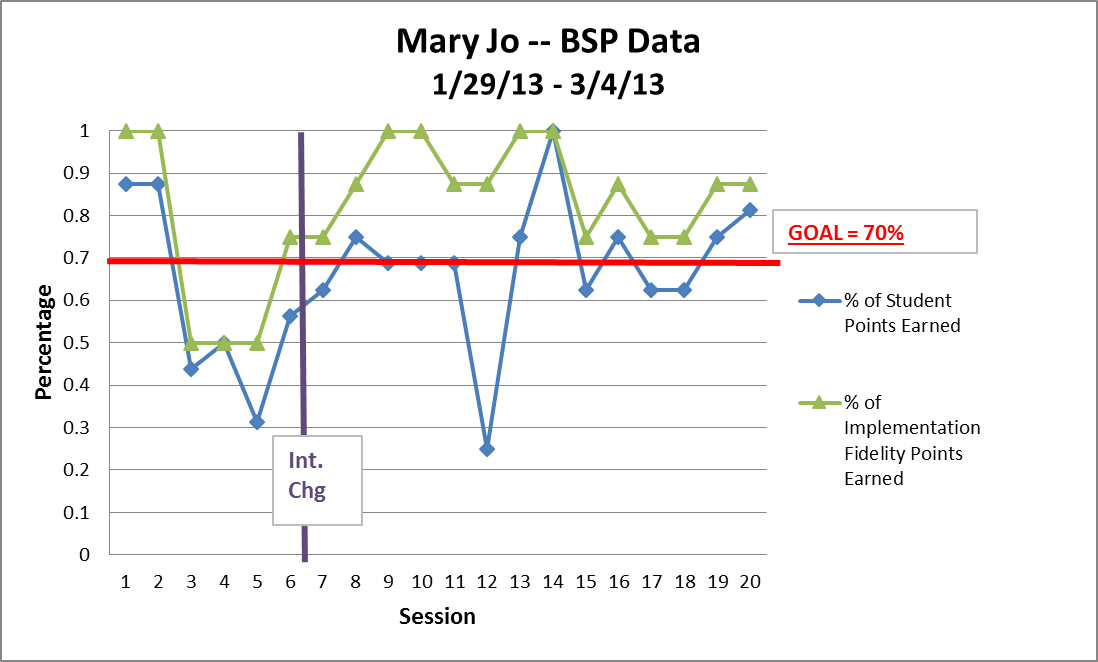 Mary Jo -- BSP Data
1/29/13 - 3/4/13
Percentage
1
0.9
0.8
0.7
0.6
0.5
0.4
0.3
0.2
0.1
0
GOAL = 70%
% of Student
Points Earned
% of
Implementation
Fidelity Points
Earned
Int.
Chg
1 2 3 4 5 6 7 8 9 10 11 12 13 14 15 16 17 18 19 20
Session